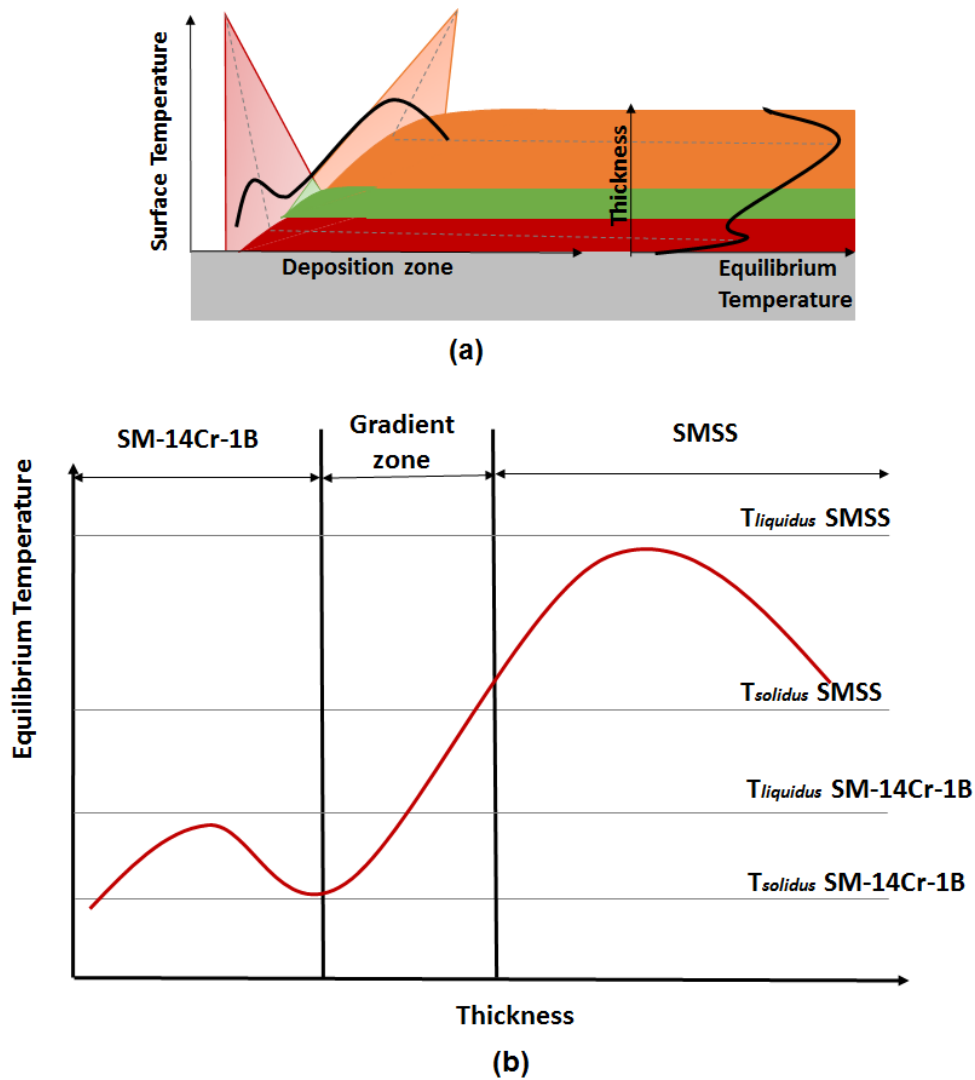 Surface Temperature
Thickness
Deposition zone
Equilibrium
Temperature
(a)
SM-14Cr-1B
Gradient
zone
SMSS
Equilibrium Temperature
Tliquidus SMSS
Tsolidus SMSS
Tliquidus SM-14Cr-1B
Tsolidus SM-14Cr-1B
Thickness
(b)